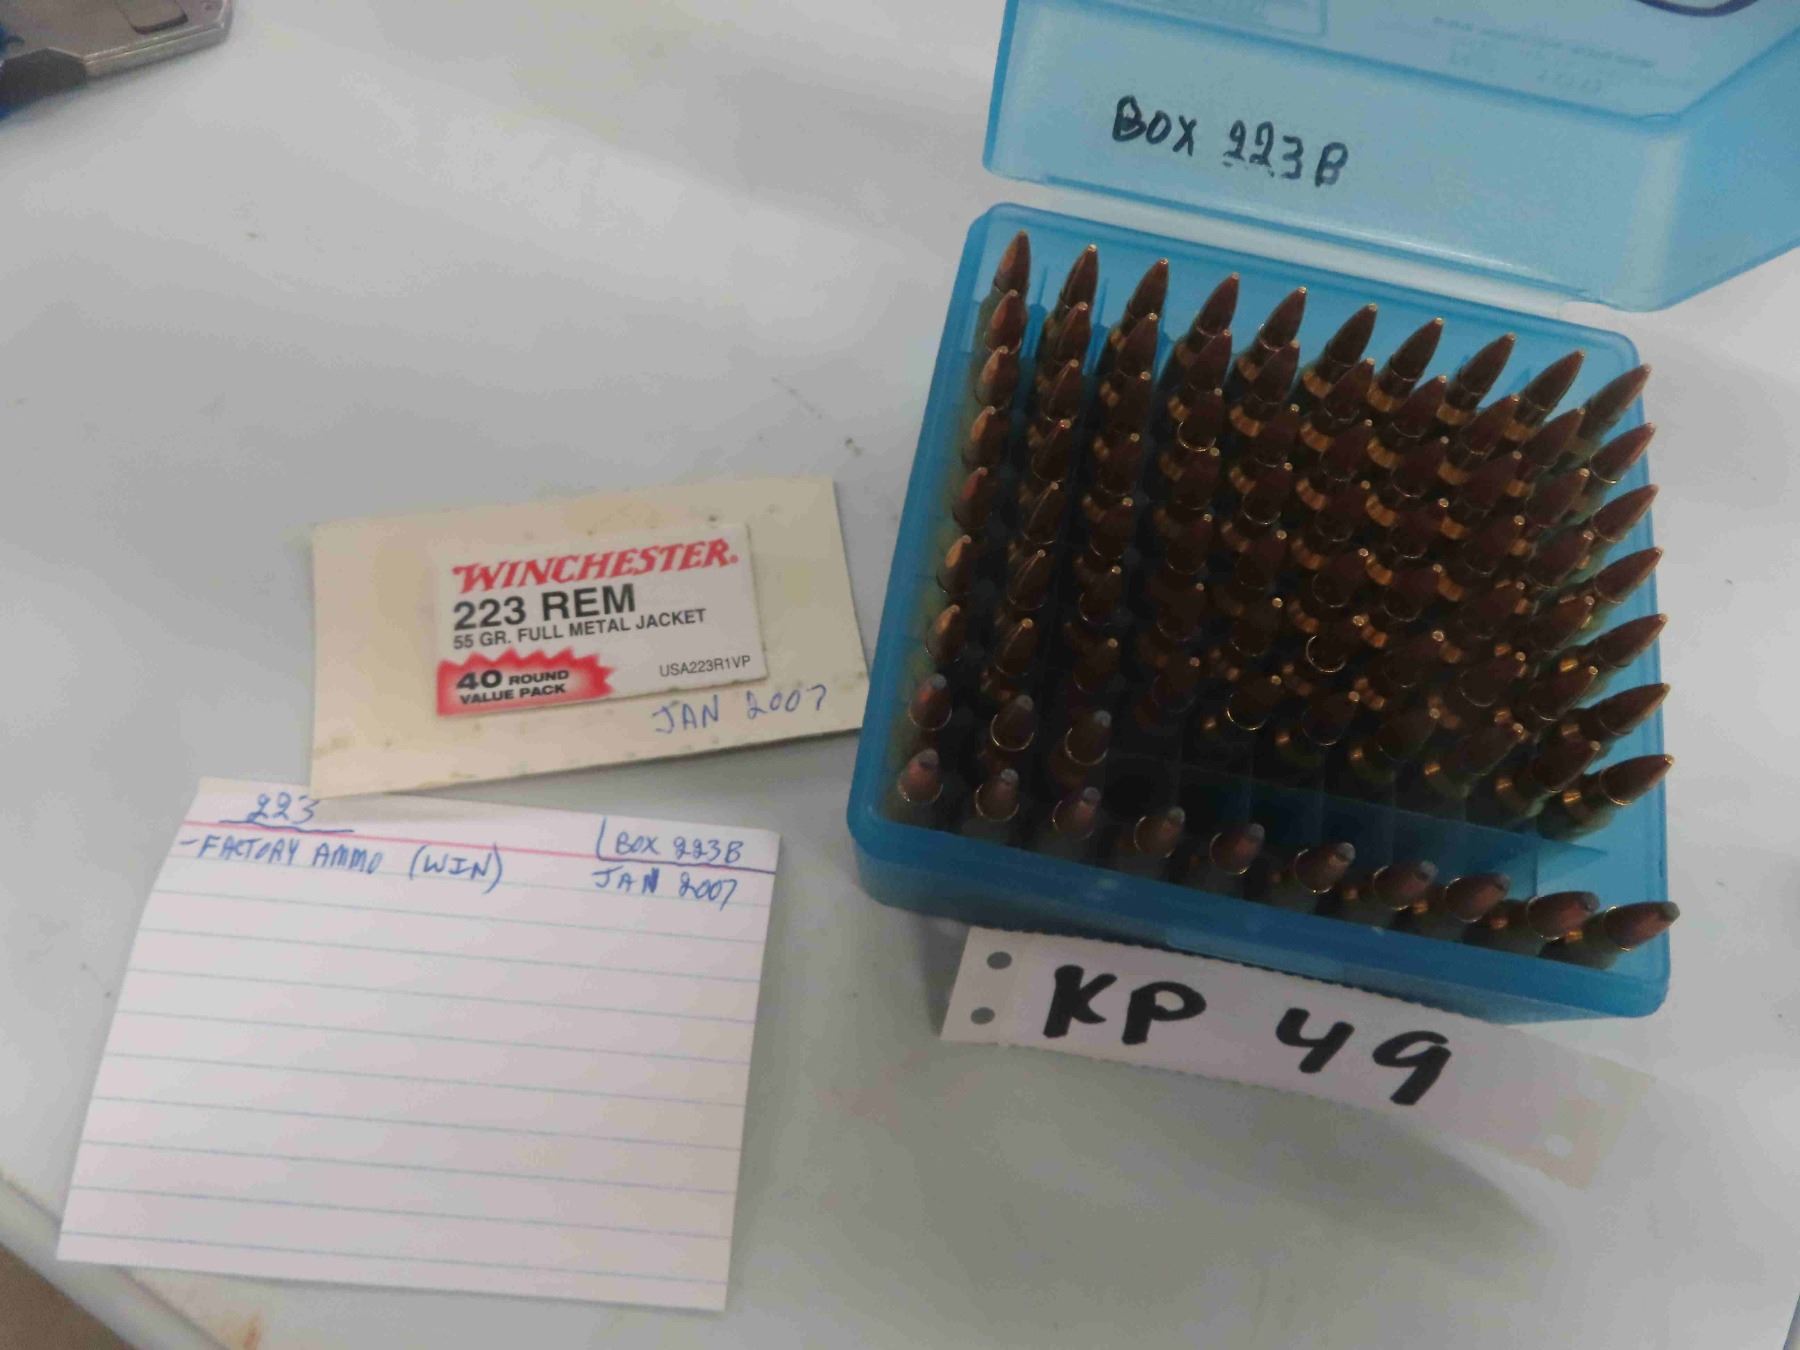 BOX 223B
WINCHESTER®
223 REM
55 GR. FULL METAL JACKET
40 ROUND
VALUE PACK
USA223R1VP
JAN 2007
223
BOX 223B
- FACTORY AMMO (WIN)
JAN 2007
KP 49